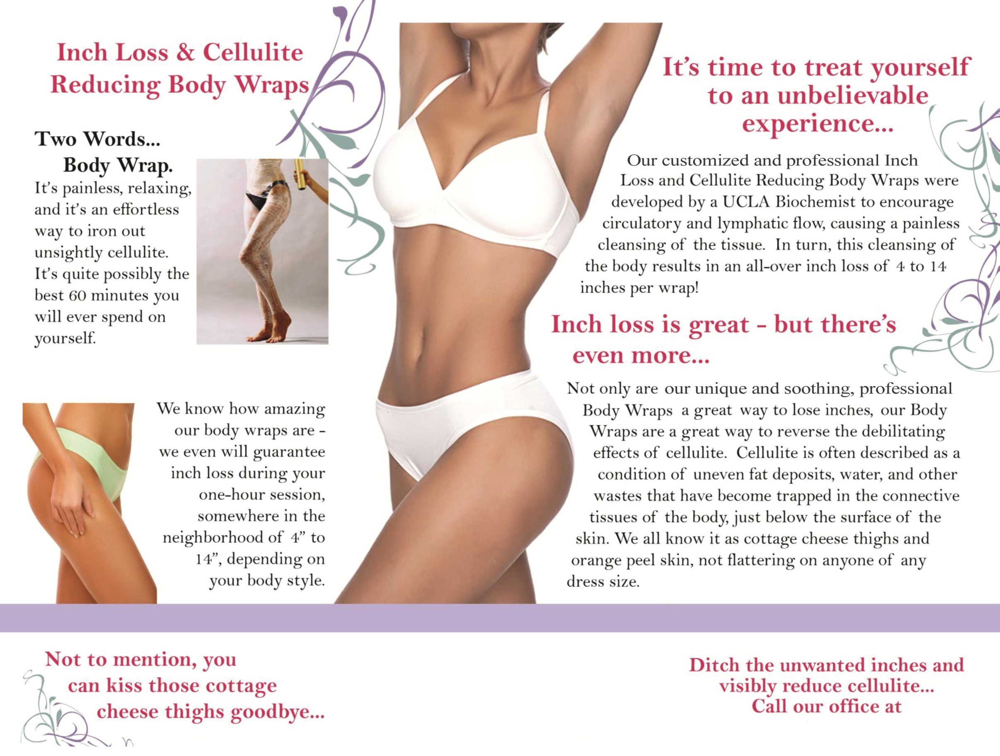 Inch Loss & Cellulite
Reducing Body Wraps
Two Words...
Body Wrap.
It's painless, relaxing,
and it's an effortless
way to iron out
unsightly cellulite.
It's quite possibly the
best 60 minutes you
will ever spend on
yourself.
We know how amazing
our body wraps are -
we even will guarantee
inch loss during your
one-hour session,
somewhere in the
neighborhood of 4” to
14”, depending on
your body style.
It's time to treat yourself
to an unbelievable
experience...
Our customized and professional Inch
Loss and Cellulite Reducing Body Wraps were
developed by a UCLA Biochemist to encourage
circulatory and lymphatic flow, causing a painless
cleansing of the tissue. In turn, this cleansing of
the body results in an all-over inch loss of 4 to 14
inches per wrap!
Inch loss is great - but there's
even more...
Not only are our unique and soothing, professional
Body Wraps a great way to lose inches, our Body
Wraps are a great way to reverse the debilitating
effects of cellulite. Cellulite is often described as a
condition of uneven fat deposits, water, and other
wastes that have become trapped in the connective
tissues of the body, just below the surface of the
skin. We all know it as cottage cheese thighs and
orange peel skin, not flattering on anyone of any
dress size.
Not to mention, you
can kiss those cottage
cheese thighs goodbye...
Ditch the unwanted inches and
visibly reduce cellulite...
Call our office at